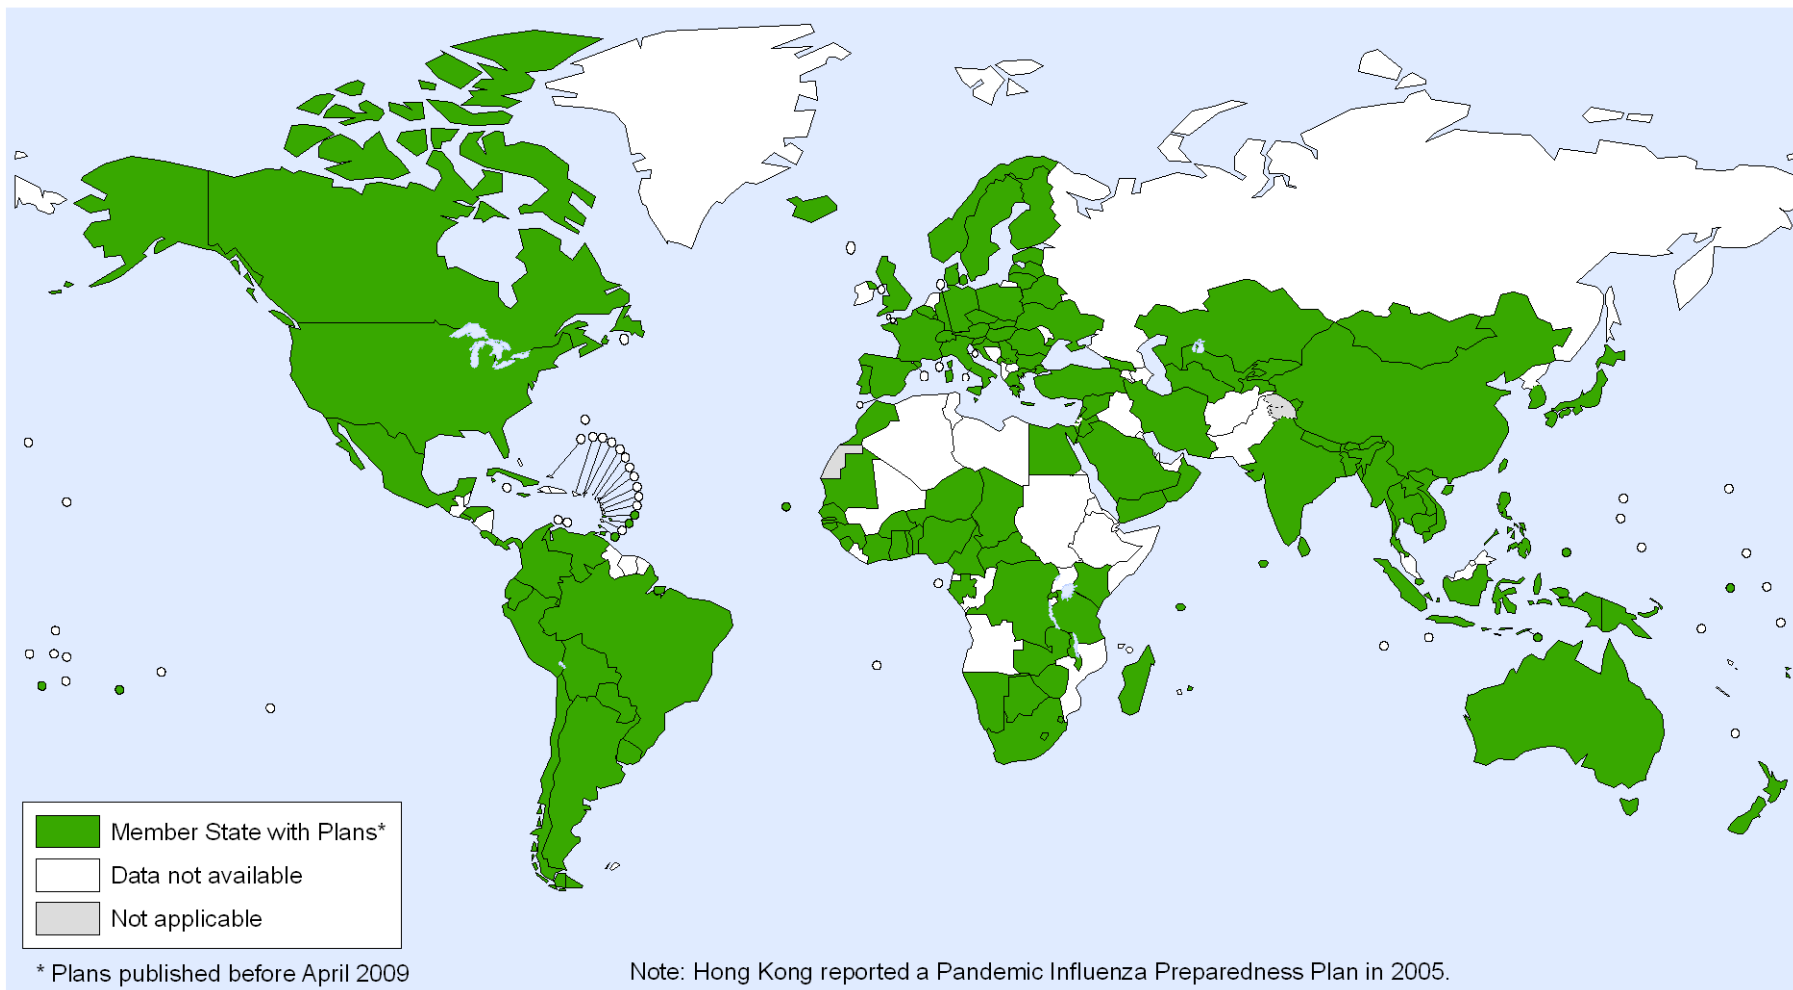 Member State with Plans*
Data not available
Not applicable
* Plans published before April 2009
Note: Hong Kong reported a Pandemic Influenza Preparedness Plan in 2005.